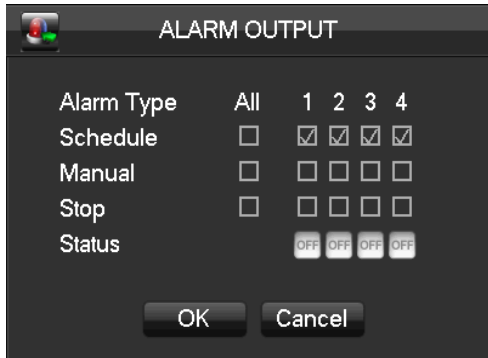 ALARM OUTPUT
Alarm Type All 1 2 3 4
Schedule
Manual
Stop
Status OFF OFF OFF OFF
OK Cancel